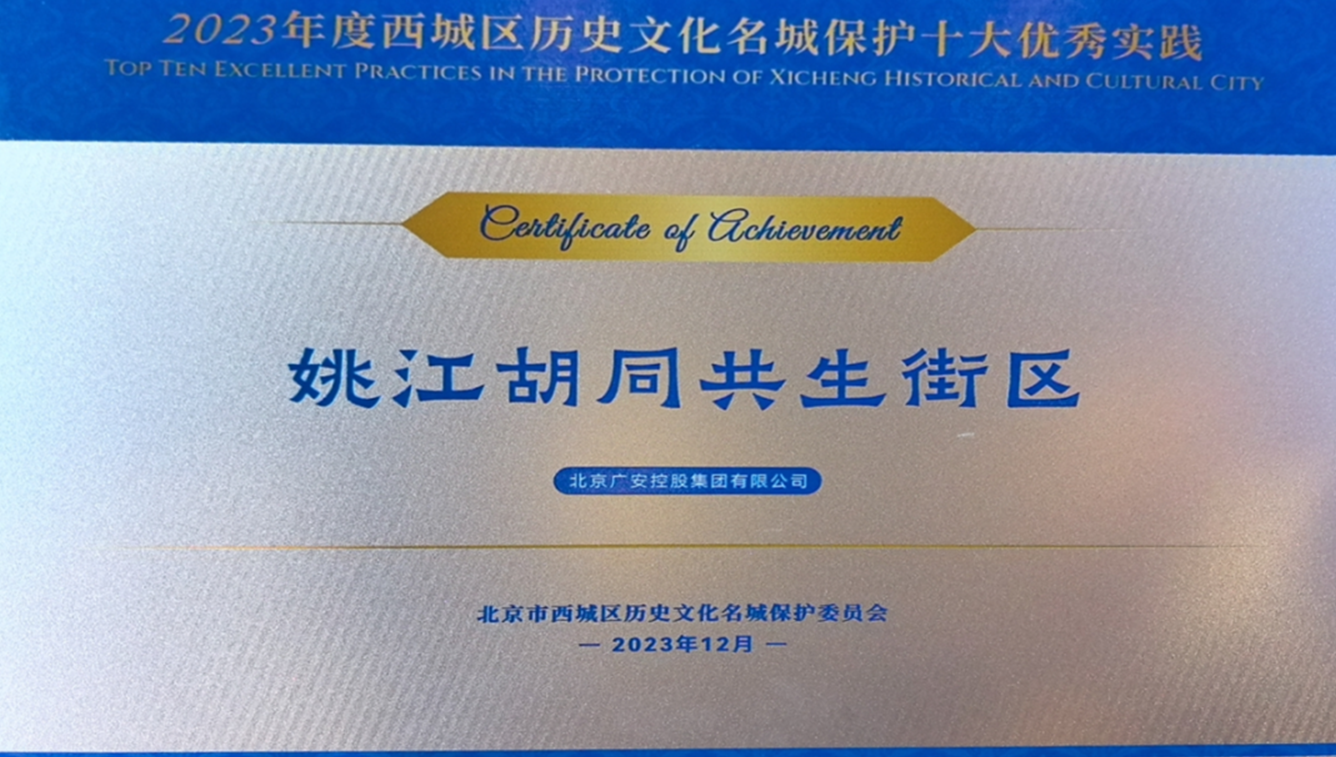 2023年度西城区历史文化名城保护十大优秀实践
TOP TEN EXCELLENT PRACTICES IN THE PROTECTION OF XICHENG HISTORICAL AND CULTURAL CITY
Certificate of Achievement
姚江胡同共生街区
北京广安控股集团有限公司
北京市西城区历史文化名城保护委员会
— 2023年12月 —